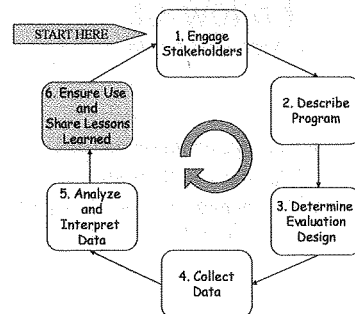 START HERE
1. Engage
Stakeholders
2. Describe
Program
3. Determine
Evaluation
Design
4. Collect
Data
5. Analyze
and
Interpret
Data
6. Ensure Use
and
Share Lessons
Learned